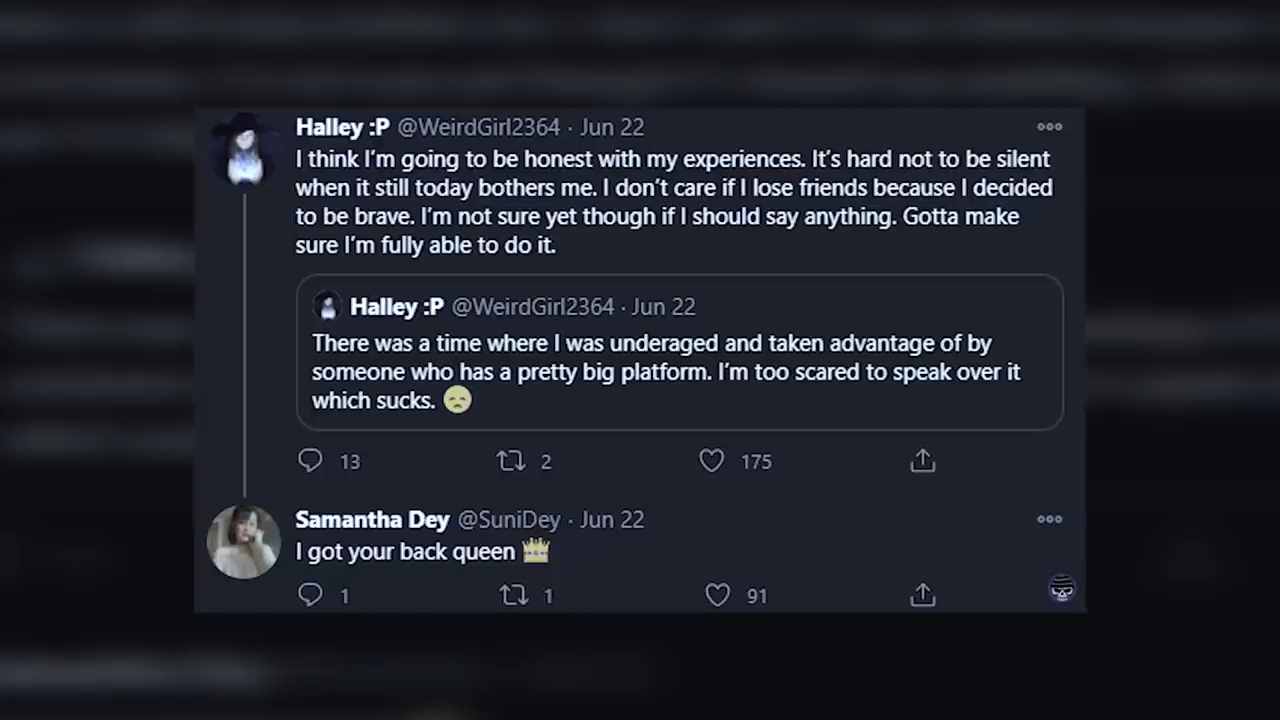 Halley :P @WeirdGirl2364 · Jun 22
I think I'm going to be honest with my experiences. It's hard not to be silent
when it still today bothers me. I don't care if I lose friends because I decided
to be brave. I'm not sure yet though if I should say anything. Gotta make
sure I'm fully able to do it.
Halley :P @WeirdGirl2364 · Jun 22
There was a time where I was underaged and taken advantage of by
someone who has a pretty big platform. I'm too scared to speak over it
which sucks. 😞
13 2 175
Samantha Dey @SuniDey · Jun 22
I got your back queen 👑
1 1 91